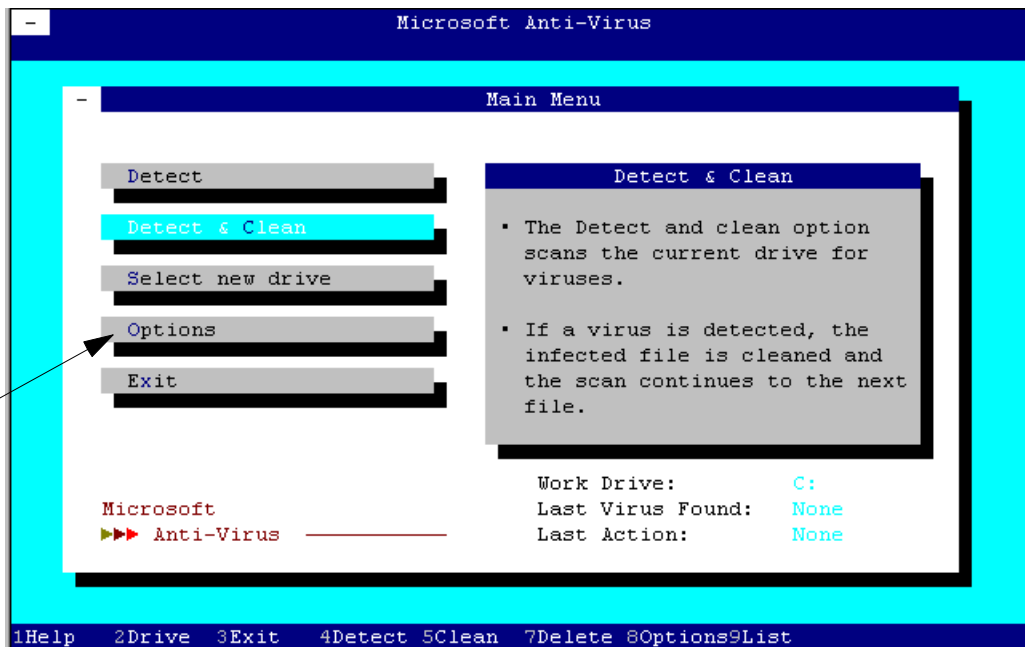 Microsoft Anti-Virus
Main Menu
Detect
Detect & Clean
Select new drive
Options
Exit
Detect & Clean
▪ The Detect and clean option
scans the current drive for
viruses.
▪ If a virus is detected, the
infected file is cleaned and
the scan continues to the next
file.
Microsoft
►►► Anti-Virus
Work Drive: C:
Last Virus Found: None
Last Action: None
1Help 2Drive 3Exit 4Detect 5Clean 7Delete 8Options9List